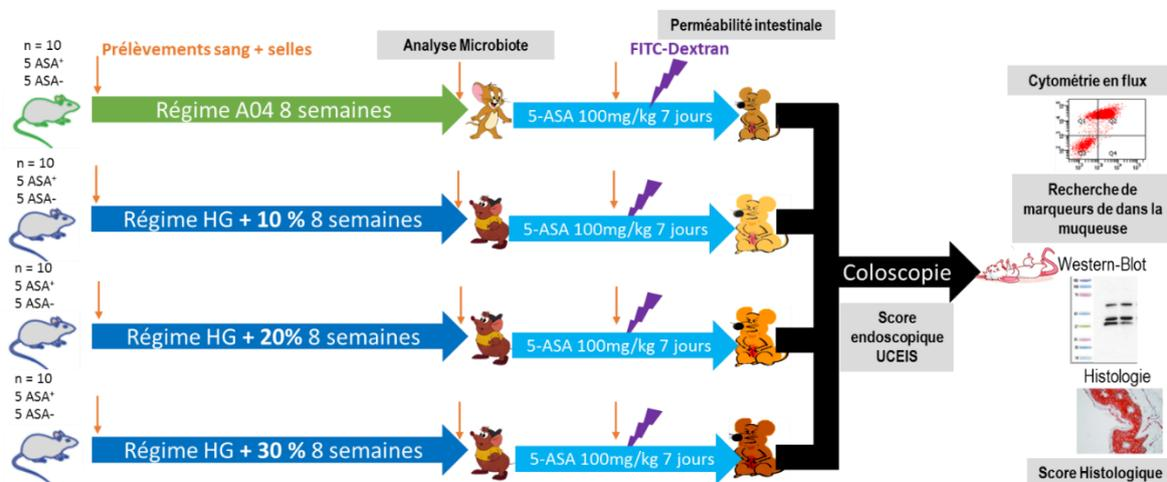 Perméabilité intestinale
n = 10
5 ASA⁺
5 ASA-
Prélèvements sang + selles
Analyse Microbiote
FITC-Dextran
Régime A04 8 semaines
5-ASA 100mg/kg 7 jours
n = 10
5 ASA⁺
5 ASA-
Régime HG + 10 % 8 semaines
5-ASA 100mg/kg 7 jours
n = 10
5 ASA⁺
5 ASA-
Régime HG + 20% 8 semaines
5-ASA 100mg/kg 7 jours
n = 10
5 ASA⁺
5 ASA-
Régime HG + 30 % 8 semaines
5-ASA 100mg/kg 7 jours
Coloscopie
Score
endoscopique
UCEIS
Cytométrie en flux
Q1
Q4
Recherche de
marqueurs de dans la
muqueuse
Western-Blot
Histologie
Score Histologique